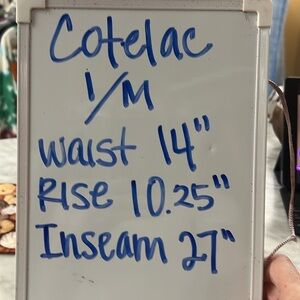 Cotelac
1/M
Waist 14"
Rise 10.25"
Inseam 27"